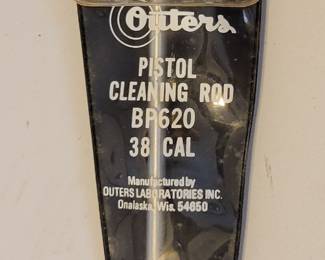 Outers
PISTOL
CLEANING ROD
BP620
38 CAL
Manufactured by
OUTERS LABORATORIES INC.
Onalaska, Wis. 54650